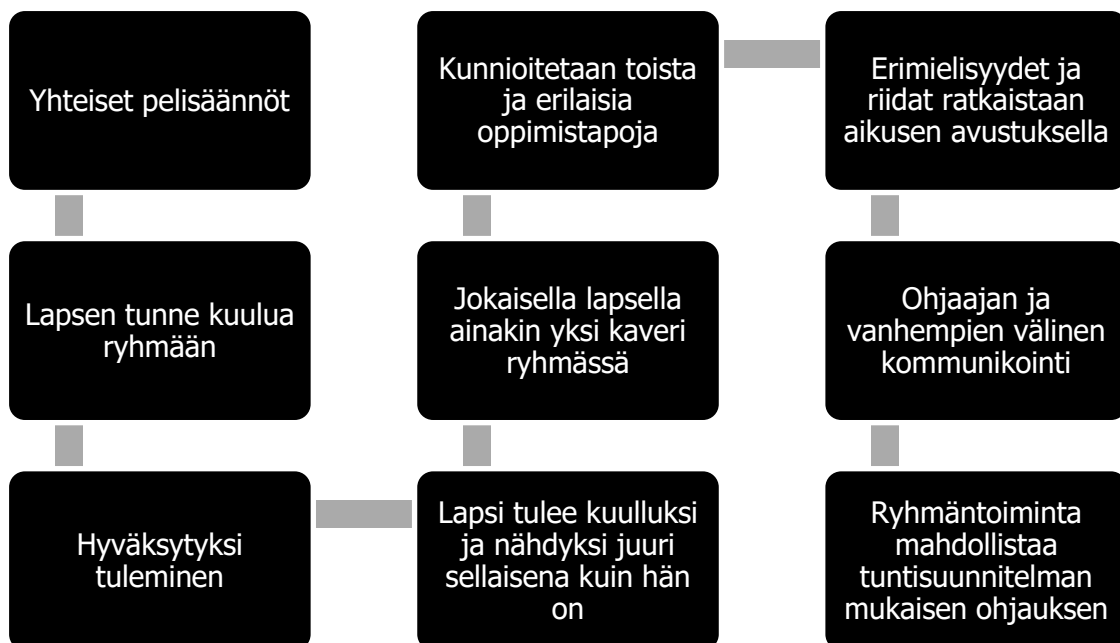 Yhteiset pelisäännöt
Lapsen tunne kuulua
ryhmään
Hyväksytyksi
tuleminen
Lapsi tulee kuulluksi
ja nähdyksi juuri
sellaisena kuin hän
on
Jokaisella lapsella
ainakin yksi kaveri
ryhmässä
Kunnioitetaan toista
ja erilaisia
oppimistapoja
Erimielisyydet ja
riidat ratkaistaan
aikusen avustuksella
Ohjaajan ja
vanhempien välinen
kommunikointi
Ryhmäntoiminta
mahdollistaa
tuntisuunnitelman
mukaisen ohjauksen